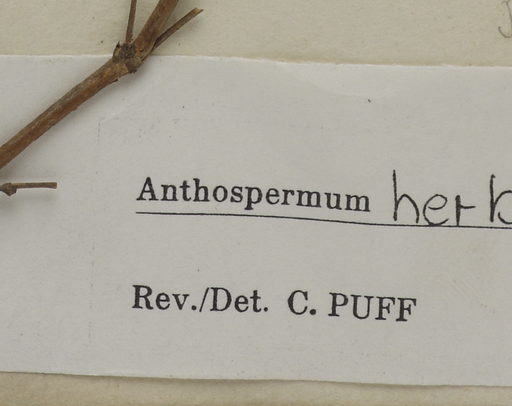 Anthospermum herb
Rev./Det. C. PUFF